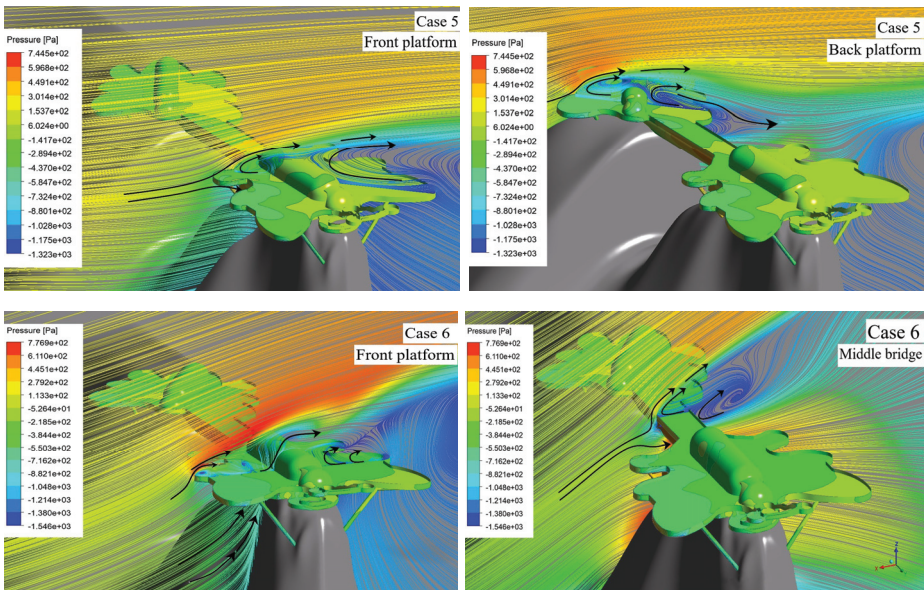 Case 5
Front platform
Pressure [Pa]
7.445e+02
5.968e+02
4.491e+02
3.014e+02
1.537e+02
6.024e+00
-1.417e+02
-2.894e+02
-4.370e+02
-5.847e+02
-7.324e+02
-8.801e+02
-1.028e+03
-1.175e+03
-1.323e+03
Case 5
Back platform
Pressure [Pa]
7.445e+02
5.968e+02
4.491e+02
3.014e+02
1.537e+02
6.024e+00
-1.417e+02
-2.894e+02
-4.370e+02
-5.847e+02
-7.324e+02
-8.801e+02
-1.028e+03
-1.175e+03
-1.323e+03
Case 6
Front platform
Pressure [Pa]
7.769e+02
6.110e+02
4.451e+02
2.792e+02
1.133e+02
-5.264e+01
-2.185e+02
-3.844e+02
-5.503e+02
-7.162e+02
-8.821e+02
-1.048e+03
-1.214e+03
-1.380e+03
-1.546e+03
Case 6
Middle bridge
Pressure [Pa]
7.769e+02
6.110e+02
4.451e+02
2.792e+02
1.133e+02
-5.264e+01
-2.185e+02
-3.844e+02
-5.503e+02
-7.162e+02
-8.821e+02
-1.048e+03
-1.214e+03
-1.380e+03
-1.546e+03
Z